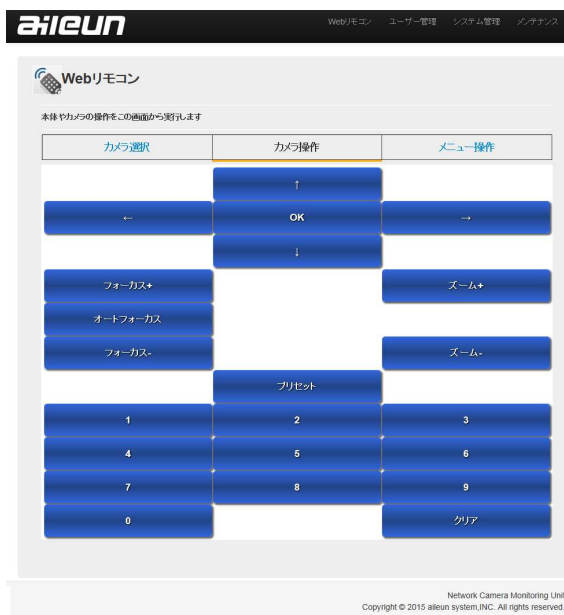 aileun
Webリモコン ユーザー管理 システム管理 メンテナンス
Webリモコン
本体やカメラの操作をこの画面から実行します
カメラ選択 カメラ操作 メニュー操作
↑
← OK →
↓
フォーカス+ ズーム+
オートフォーカス
フォーカス- ズーム-
プリセット
1 2 3
4 5 6
7 8 9
0 クリア
Network Camera Monitoring Unit
Copyright © 2015 aileun system,INC. All rights reserved.